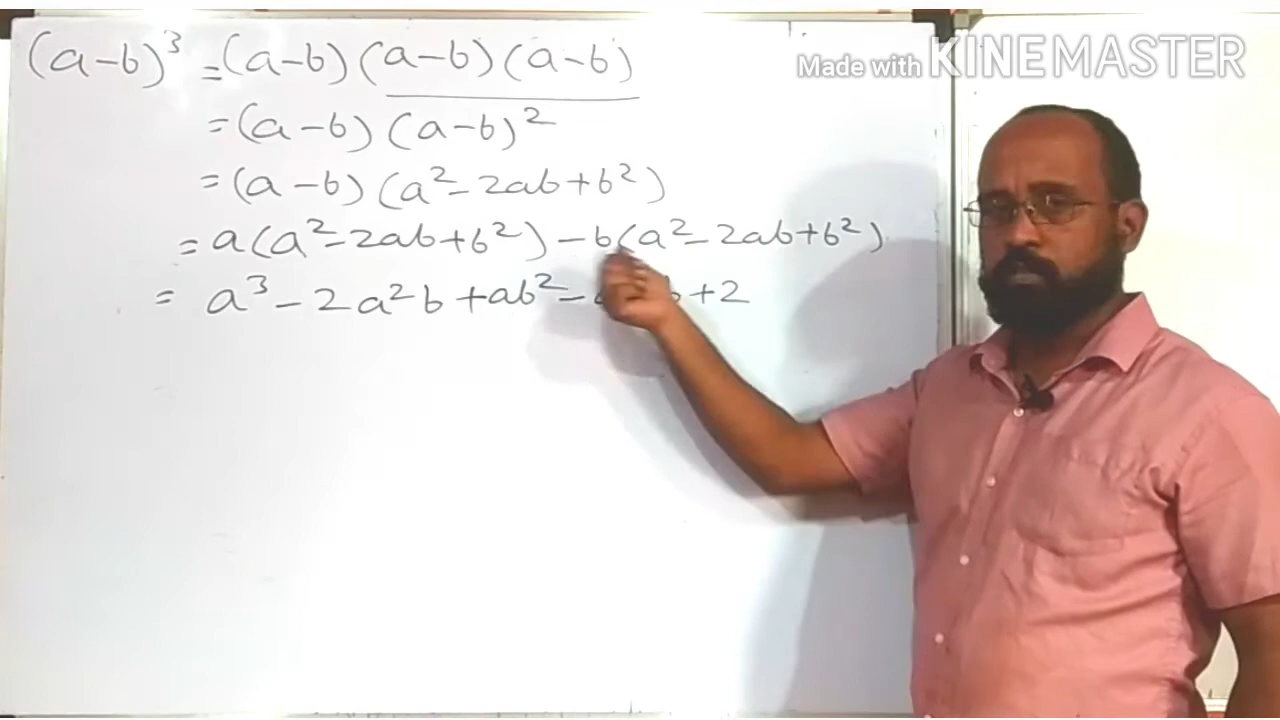 (a-b)³ = (a-b)(a-b)(a-b)
= (a-b)(a-b)²
= (a-b)(a²-2ab+b²)
= a(a²-2ab+b²) - b(a²-2ab+b²)
= a³ - 2a²b + ab² - b + 2
Made with KINEMASTER